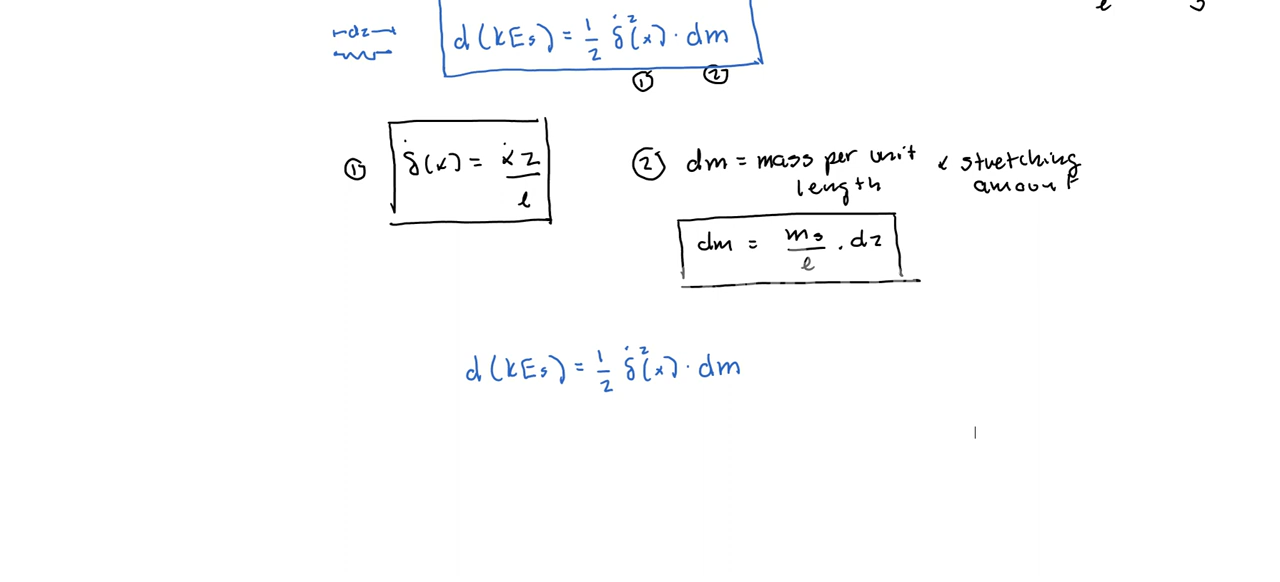 e 3
⊢dz⊣ d(KEs) = 1/2 δ̇²(x) · dm
① ②
① δ̇(x) = ẋz/l ② dm = mass per unit length × stretching amount
dm = ms/l . dz
d(KEs) = 1/2 δ̇²(x) · dm